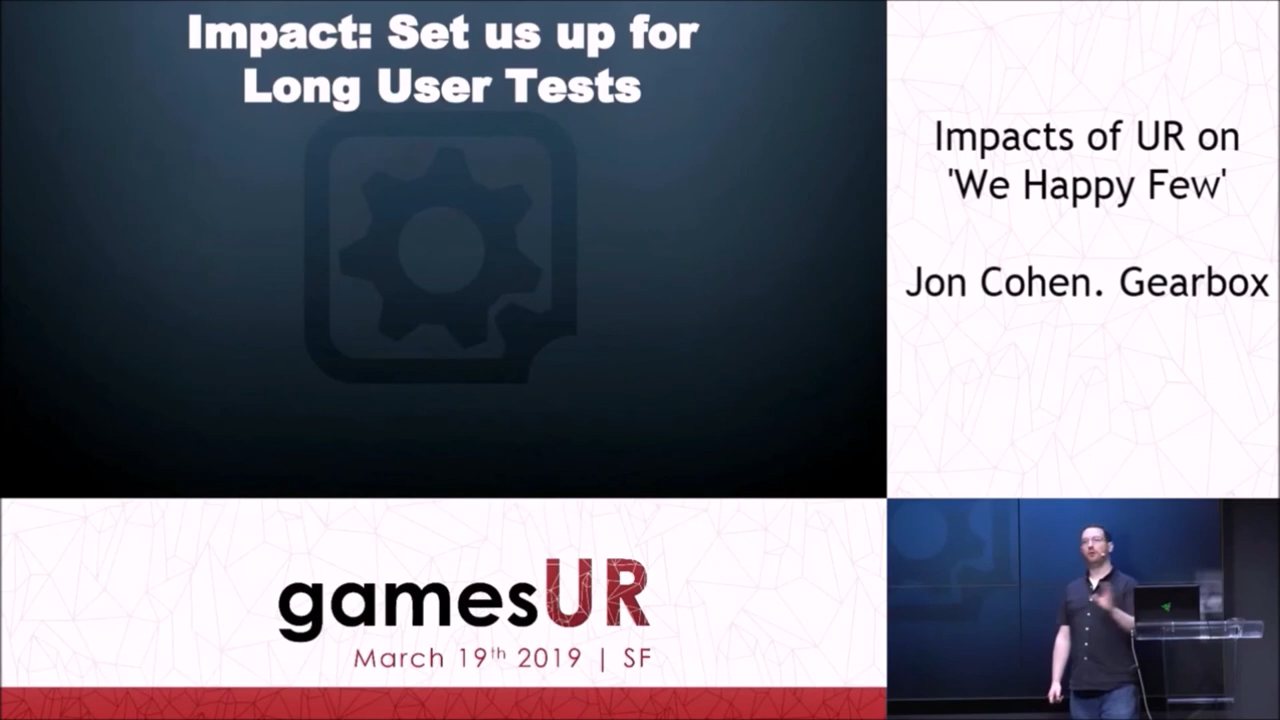 Impact: Set us up for
Long User Tests
Impacts of UR on
'We Happy Few'
Jon Cohen. Gearbox
gamesUR
March 19th 2019 | SF